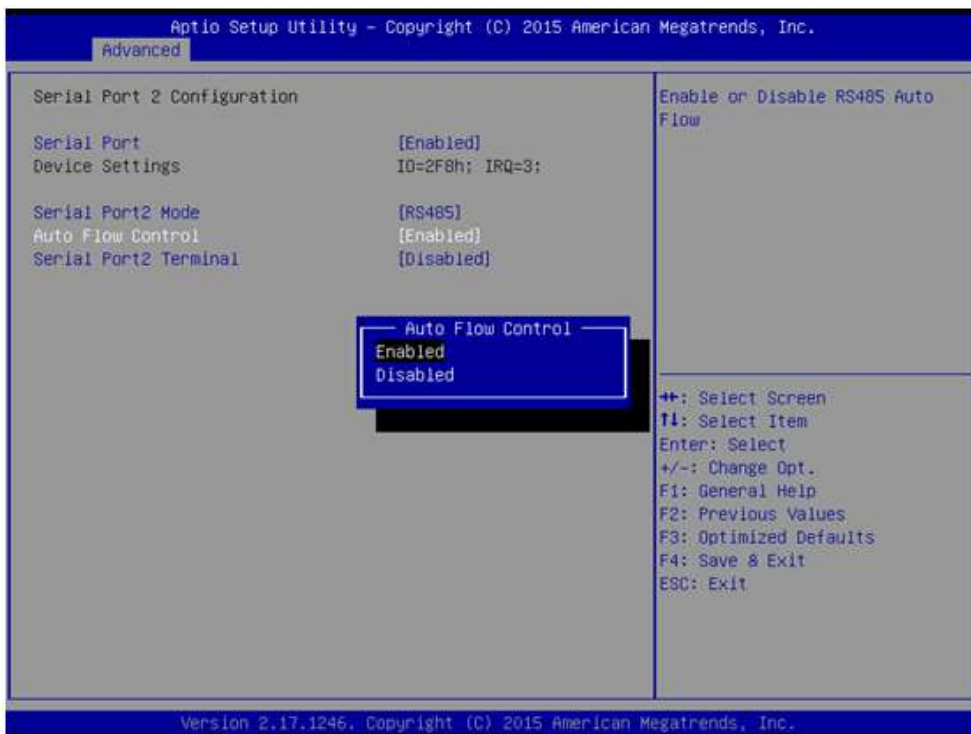 Aptio Setup Utility – Copyright (C) 2015 American Megatrends, Inc.
Advanced
Serial Port 2 Configuration
Serial Port [Enabled]
Device Settings IO=2F8h; IRQ=3;
Serial Port2 Mode [RS485]
Auto Flow Control [Enabled]
Serial Port2 Terminal [Disabled]
Auto Flow Control
Enabled
Disabled
Enable or Disable RS485 Auto
Flow
→←: Select Screen
↑↓: Select Item
Enter: Select
+/-: Change Opt.
F1: General Help
F2: Previous Values
F3: Optimized Defaults
F4: Save & Exit
ESC: Exit
Version 2.17.1246. Copyright (C) 2015 American Megatrends, Inc.